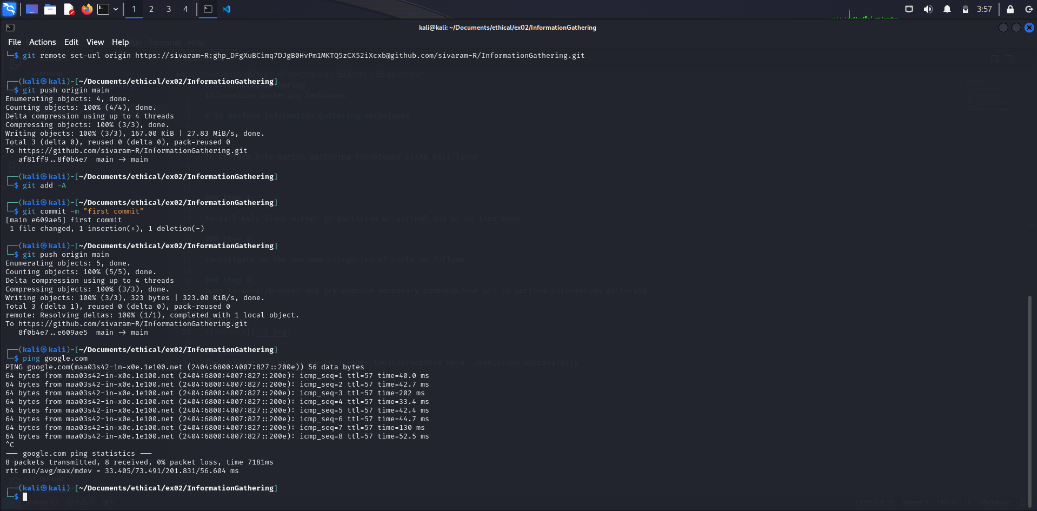 1 2 3 4 3:57
kali@kali: ~/Documents/ethical/ex02/InformationGathering
File Actions Edit View Help
└─$ git remote set-url origin
┌──(kali㉿kali)-[~/Documents/ethical/ex02/InformationGathering]
└─$ git push origin main
Enumerating objects: 4, done.
Counting objects: 100% (4/4), done.
Delta compression using up to 4 threads
Compressing objects: 100% (3/3), done.
Writing objects: 100% (3/3), 167.00 KiB | 27.83 MiB/s, done.
Total 3 (delta 0), reused 0 (delta 0), pack-reused 0
To https://github.com/sivaram-R/InformationGathering.git
af81ff9..8f0b4e7 main → main
┌──(kali㉿kali)-[~/Documents/ethical/ex02/InformationGathering]
└─$ git add -A
┌──(kali㉿kali)-[~/Documents/ethical/ex02/InformationGathering]
└─$ git commit -m "first commit"
[main e609ae5] first commit
1 file changed, 1 insertion(+), 1 deletion(-)
┌──(kali㉿kali)-[~/Documents/ethical/ex02/InformationGathering]
└─$ git push origin main
Enumerating objects: 5, done.
Counting objects: 100% (5/5), done.
Delta compression using up to 4 threads
Compressing objects: 100% (3/3), done.
Writing objects: 100% (3/3), 323 bytes | 323.00 KiB/s, done.
Total 3 (delta 1), reused 0 (delta 0), pack-reused 0
remote: Resolving deltas: 100% (1/1), completed with 1 local object.
To https://github.com/sivaram-R/InformationGathering.git
8f0b4e7..e609ae5 main → main
┌──(kali㉿kali)-[~/Documents/ethical/ex02/InformationGathering]
└─$ ping google.com
PING google.com(maa03s42-in-x0e.1e100.net (2404:6800:4007:827::200e)) 56 data bytes
64 bytes from maa03s42-in-x0e.1e100.net (2404:6800:4007:827::200e): icmp_seq=1 ttl=57 time=40.0 ms
64 bytes from maa03s42-in-x0e.1e100.net (2404:6800:4007:827::200e): icmp_seq=2 ttl=57 time=42.7 ms
64 bytes from maa03s42-in-x0e.1e100.net (2404:6800:4007:827::200e): icmp_seq=3 ttl=57 time=202 ms
64 bytes from maa03s42-in-x0e.1e100.net (2404:6800:4007:827::200e): icmp_seq=4 ttl=57 time=33.4 ms
64 bytes from maa03s42-in-x0e.1e100.net (2404:6800:4007:827::200e): icmp_seq=5 ttl=57 time=42.4 ms
64 bytes from maa03s42-in-x0e.1e100.net (2404:6800:4007:827::200e): icmp_seq=6 ttl=57 time=44.7 ms
64 bytes from maa03s42-in-x0e.1e100.net (2404:6800:4007:827::200e): icmp_seq=7 ttl=57 time=130 ms
64 bytes from maa03s42-in-x0e.1e100.net (2404:6800:4007:827::200e): icmp_seq=8 ttl=57 time=52.5 ms
^C
--- google.com ping statistics ---
8 packets transmitted, 8 received, 0% packet loss, time 7181ms
rtt min/avg/max/mdev = 33.405/73.491/201.831/56.604 ms
┌──(kali㉿kali)-[~/Documents/ethical/ex02/InformationGathering]
└─$